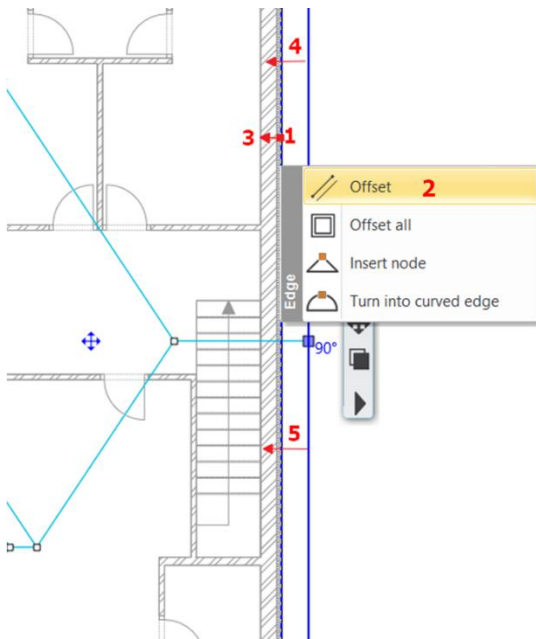 4
3
1
Offset 2
Offset all
Insert node
Turn into curved edge
Edge
90°
5